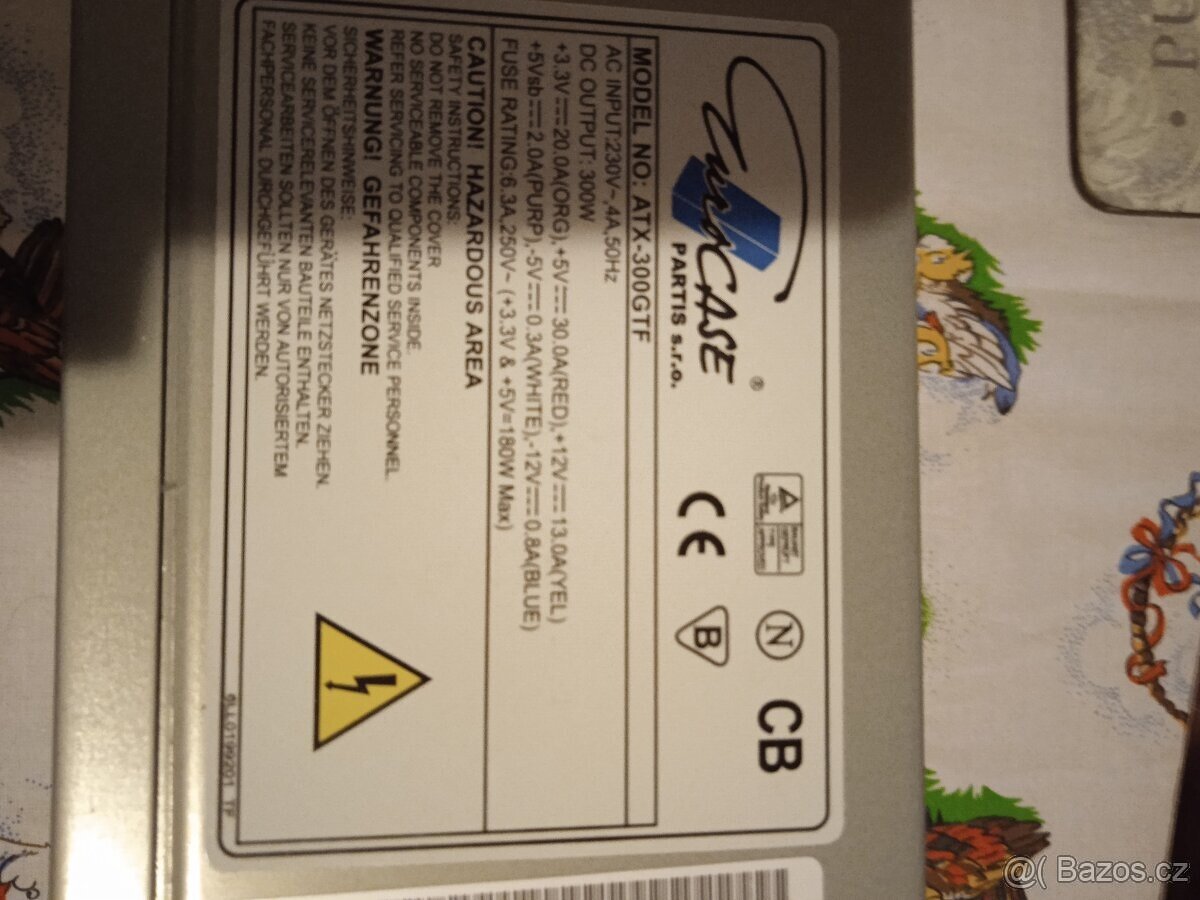 EuroCASE ®
PARTIS s.r.o.
CE
N
B
CB
MODEL NO: ATX-300GTF
AC INPUT:230V~,4A,50Hz
DC OUTPUT: 300W
+3.3V⎓20.0A(ORG),+5V⎓30.0A(RED),+12V⎓13.0A(YEL)
+5Vsb⎓2.0A(PURP),-5V⎓0.3A(WHITE),-12V⎓0.8A(BLUE)
FUSE RATING:6.3A,250V~ (+3.3V & +5V=180W Max)
CAUTION! HAZARDOUS AREA
SAFETY INSTRUCTIONS:
DO NOT REMOVE THE COVER
NO SERVICEABLE COMPONENTS INSIDE.
REFER SERVICING TO QUALIFIED SERVICE PERSONNEL.
WARNUNG! GEFAHRENZONE
SICHERHEITSHINWEISE:
VOR DEM ÖFFNEN DES GERÄTES NETZSTECKER ZIEHEN.
KEINE SERVICERELEVANTEN BAUTEILE ENTHALTEN.
SERVICEARBEITEN SOLLTEN NUR VON AUTORISIERTEM
FACHPERSONAL DURCHGEFÜHRT WERDEN.
@( Bazos.cz